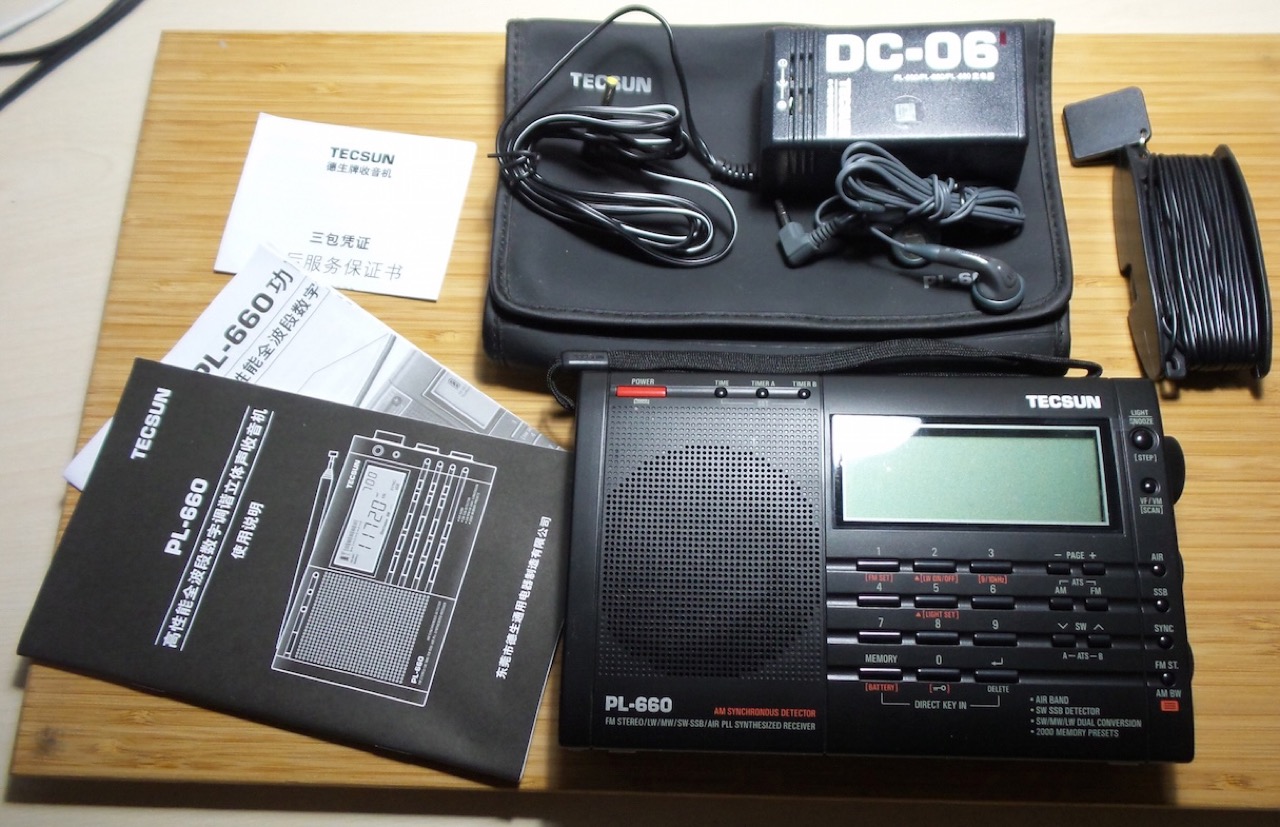 TECSUN
德生牌收音机
三包凭证
服务保证书
PL-660功
性能全波段数字
TECSUN
PL-660
高性能全波段数字调谐立体声收音机
使用说明
TECSUN
11720
PL-660
东莞市德生通用电器制造有限公司
TECSUN
DC-06
PL-6
TECSUN
POWER
TIME
TIMER A
TIMER B
LIGHT
SNOOZE
[STEP]
VF/VM
[SCAN]
1 2 3 - PAGE +
[FM SET] [LW ON/OFF] [9/10kHz]
ATS
4 5 6 AM FM
[LIGHT SET]
7 8 9 SW
A—ATS—B
MEMORY 0
[BATTERY] DELETE
DIRECT KEY IN
AIR
SSB
SYNC
FM ST.
AM BW
PL-660
AM SYNCHRONOUS DETECTOR
FM STEREO/LW/MW/SW-SSB/AIR PLL SYNTHESIZED RECEIVER
• AIR BAND
• SW SSB DETECTOR
• SW/MW/LW DUAL CONVERSION
• 2000 MEMORY PRESETS